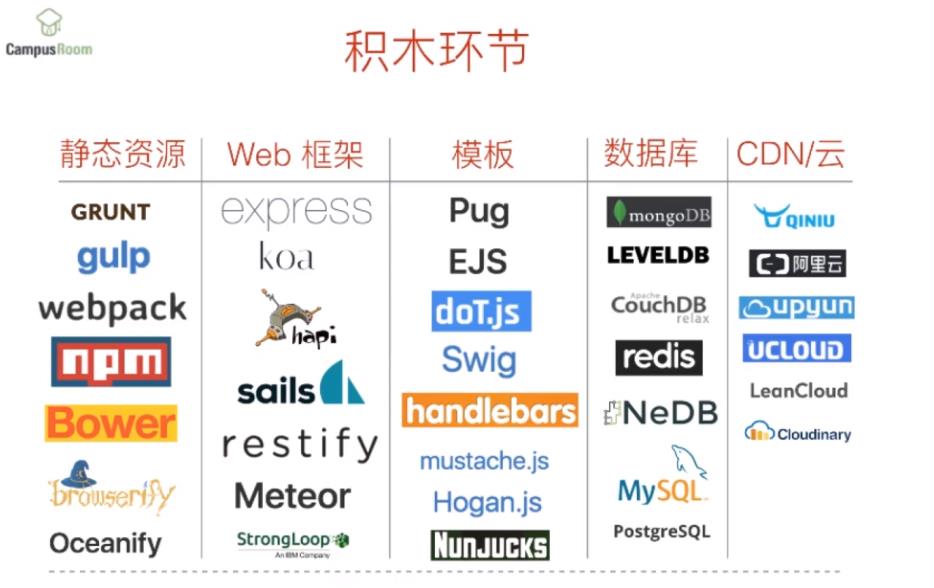 CampusRoom
积木环节
静态资源
GRUNT
gulp
webpack
npm
Bower
browserify
Oceanify
Web 框架
express
koa
hapi
sails
restify
Meteor
StrongLoop
An IBM Company
模板
Pug
EJS
doT.js
Swig
handlebars
mustache.js
Hogan.js
NUNJUCKS
数据库
mongoDB
LEVELDB
Apache
CouchDB
relax
redis
NeDB
MySQL
PostgreSQL
CDN/云
QINIU
阿里云
upyun
UCLOUD
LeanCloud
Cloudinary